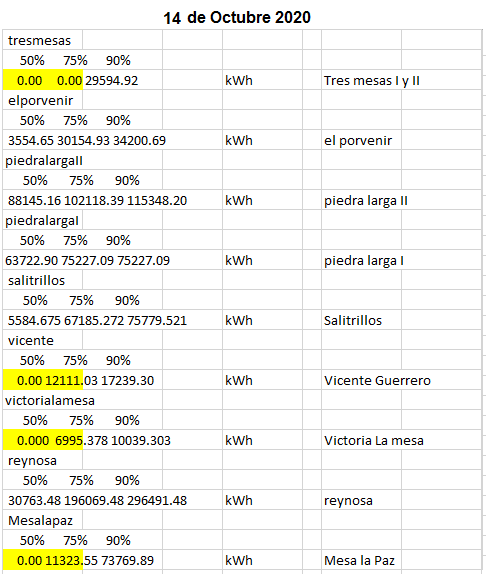 14 de Octubre 2020
tresmesas
50% 75% 90%
0.00 0.00 29594.92 kWh Tres mesas I y II
elporvenir
50% 75% 90%
3554.65 30154.93 34200.69 kWh el porvenir
piedralargaII
50% 75% 90%
88145.16 102118.39 115348.20 kWh piedra larga II
piedralargaI
50% 75% 90%
63722.90 75227.09 75227.09 kWh piedra larga I
salitrillos
50% 75% 90%
5584.675 67185.272 75779.521 kWh Salitrillos
vicente
50% 75% 90%
0.00 12111.03 17239.30 kWh Vicente Guerrero
victorialamesa
50% 75% 90%
0.000 6995.378 10039.303 kWh Victoria La mesa
reynosa
50% 75% 90%
30763.48 196069.48 296491.48 kWh reynosa
Mesalapaz
50% 75% 90%
0.00 11323.55 73769.89 kWh Mesa la Paz